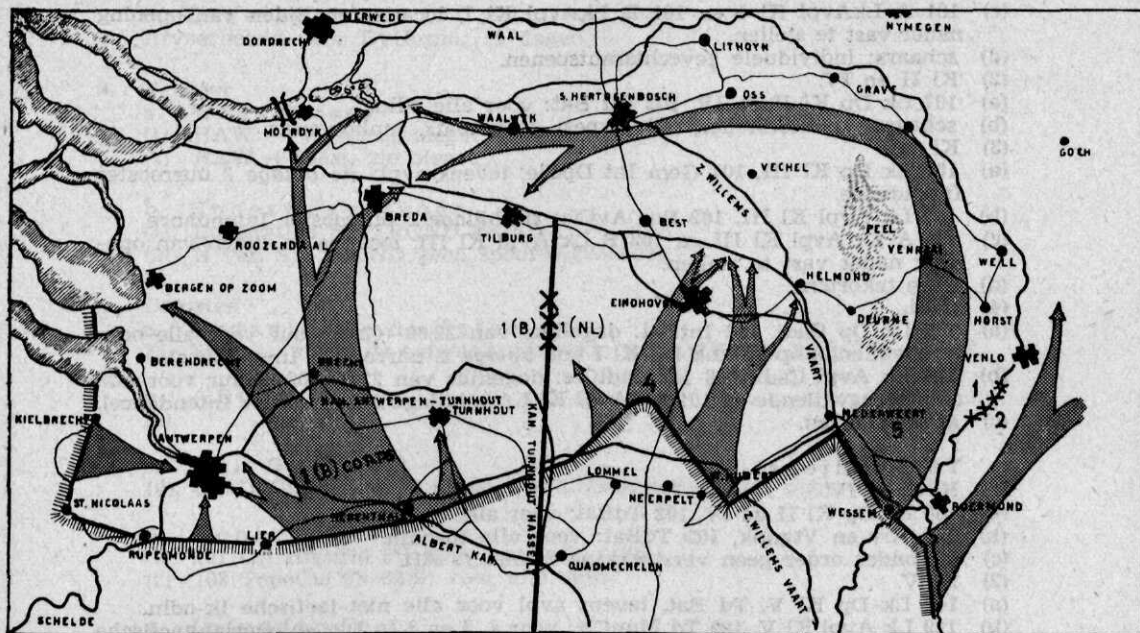 MERWEDE
DORDRECHT
WAAL
NYMEGEN
LITHOYN
OSS
GRAVE
S. HERTOGENBOSCH
WAALWYK
MOERDYK
GOCH
VECHEL
Z. WILLEMS
VAART
BREDA
TILBURG
BEST
PEEL
VENRAY
WELL
ROOZENDAAL
BERGEN OP ZOOM
HELMOND
EINDHOVEN
DEURNE
HORST
1(B)
1(NL)
VENLO
BERENDRECHT
BRECHT
KAN. ANTWERPEN-TURNHOUT
TURNHOUT
4
1
2
KIELBRECHT
ANTWERPEN
KAN. TURNHOUT HASSELT
NEDERWEERT
5
1(B) CORPS
LOMMEL
ST. NICOLAAS
NEERPELT
WESSEM
ROERMOND
HERENTHALS
LIER
RUPELMONDE
ALBERT KAN.
QUADMECHELEN
Z. WILLEMS VAART
SCHELDE